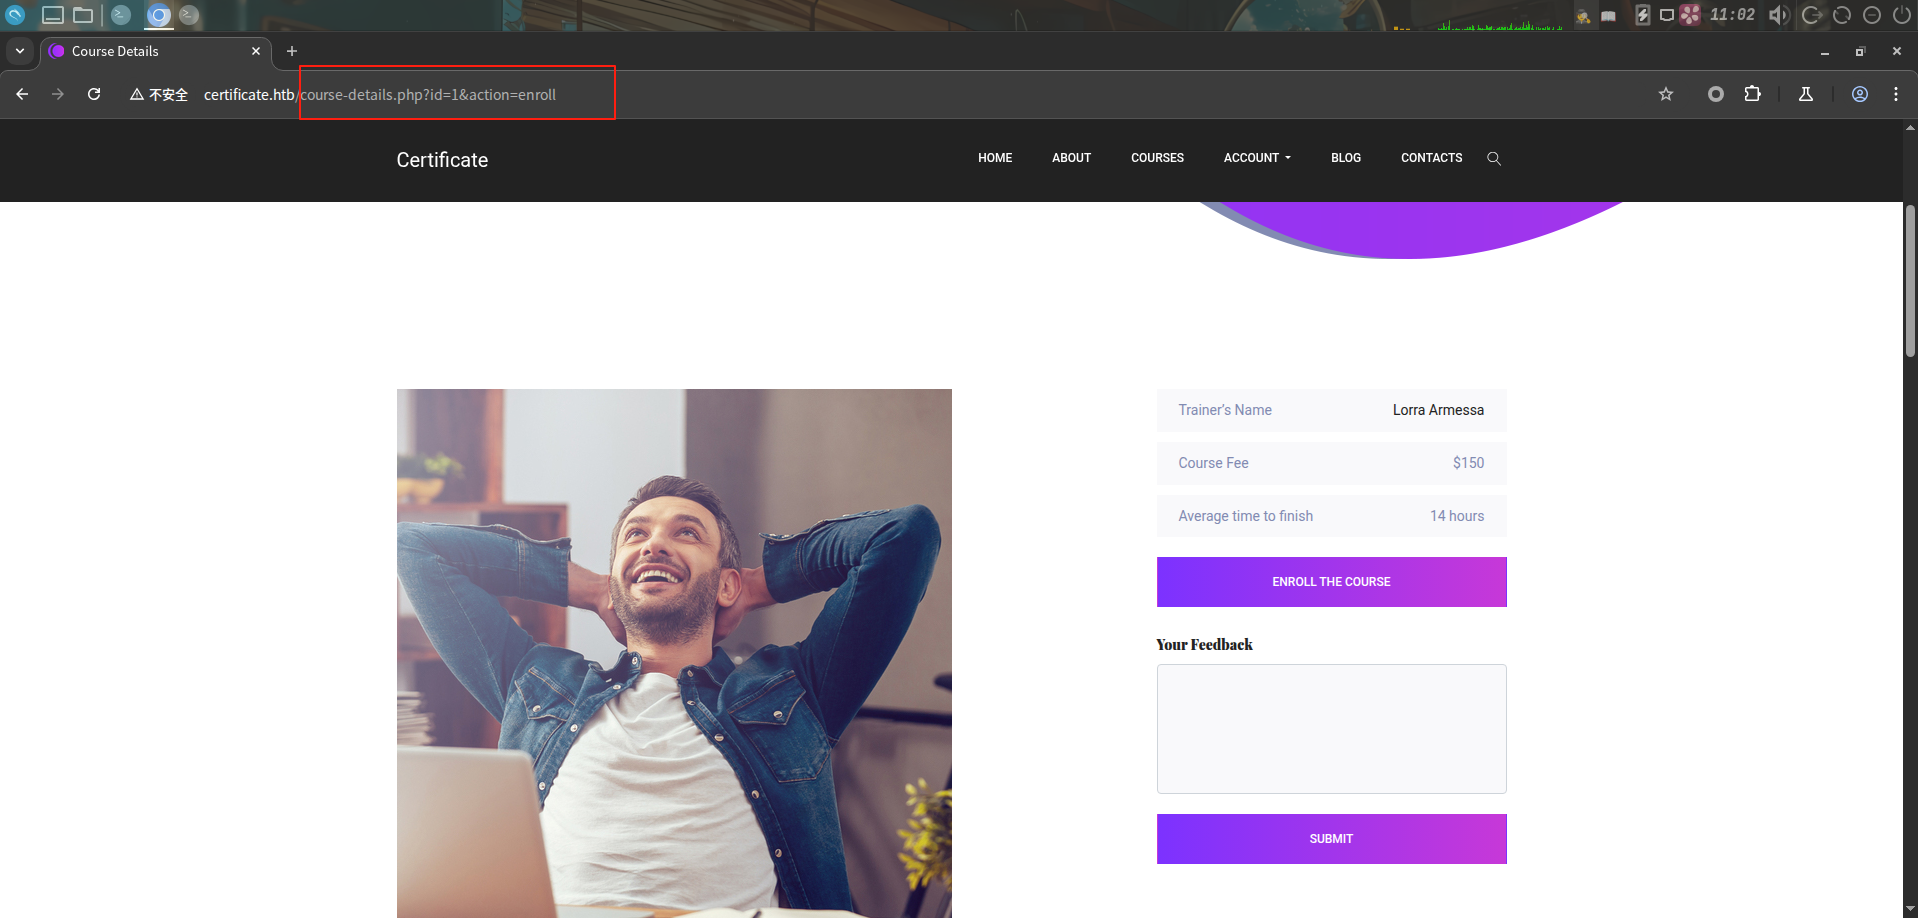 11:02
Course Details
不安全 certificate.htb/course-details.php?id=1&action=enroll
Certificate
HOME
ABOUT
COURSES
ACCOUNT
BLOG
CONTACTS
Trainer’s Name Lorra Armessa
Course Fee $150
Average time to finish 14 hours
ENROLL THE COURSE
Your Feedback
SUBMIT